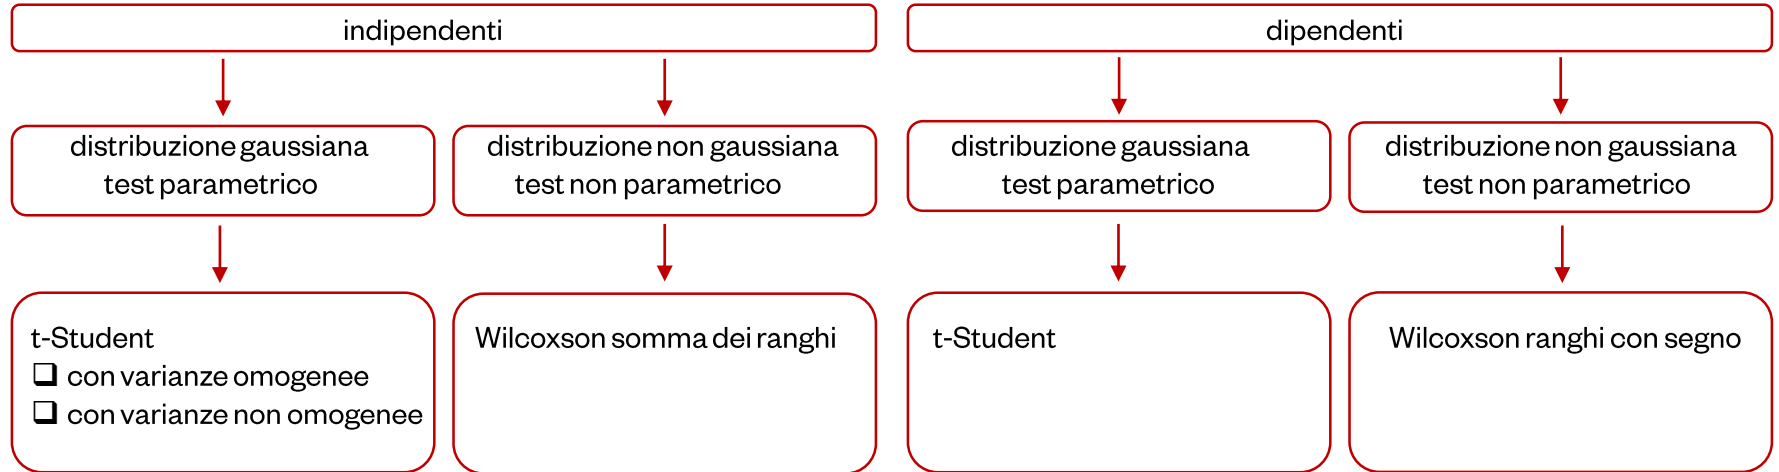 indipendenti
dipendenti
distribuzione gaussiana
test parametrico
distribuzione non gaussiana
test non parametrico
distribuzione gaussiana
test parametrico
distribuzione non gaussiana
test non parametrico
t-Student
❑ con varianze omogenee
❑ con varianze non omogenee
Wilcoxson somma dei ranghi
t-Student
Wilcoxson ranghi con segno